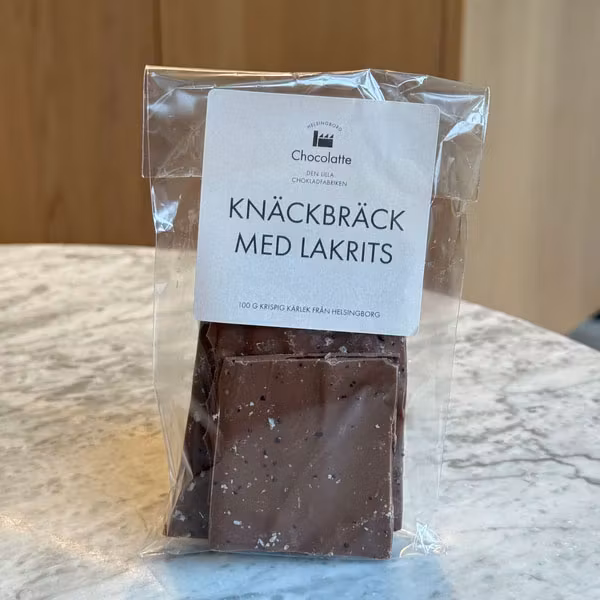 HELSINGBORG
Chocolatte
DEN LILLA
CHOKLADFABRIKEN
KNÄCKBRÄCK
MED LAKRITS
100 G KRISPIG KÄRLEK FRÅN HELSINGBORG